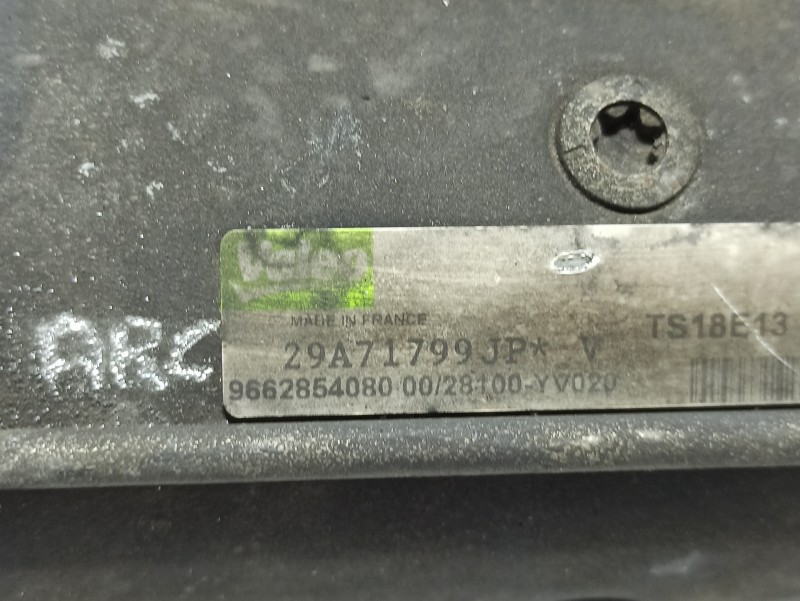 Valeo
MADE IN FRANCE
TS18E13
29A71799JP* V
9662854080 00/28100-YV020
ARC